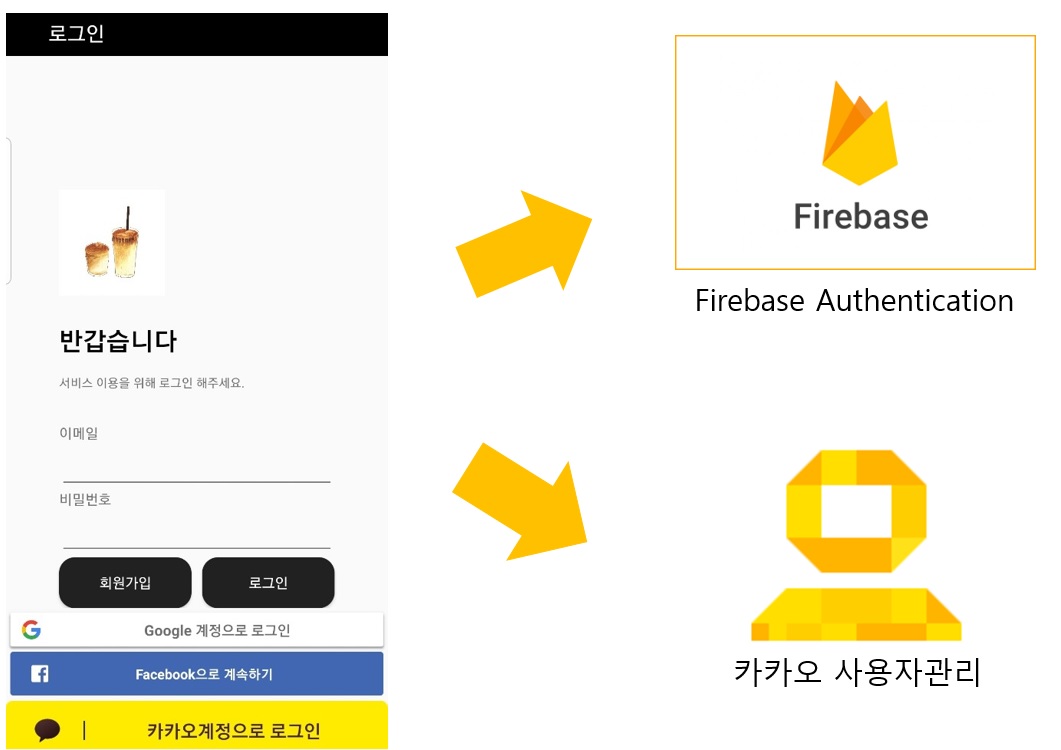 로그인
반갑습니다
서비스 이용을 위해 로그인 해주세요.
이메일
비밀번호
회원가입
로그인
Google 계정으로 로그인
Facebook으로 계속하기
카카오계정으로 로그인
Firebase
Firebase Authentication
카카오 사용자관리